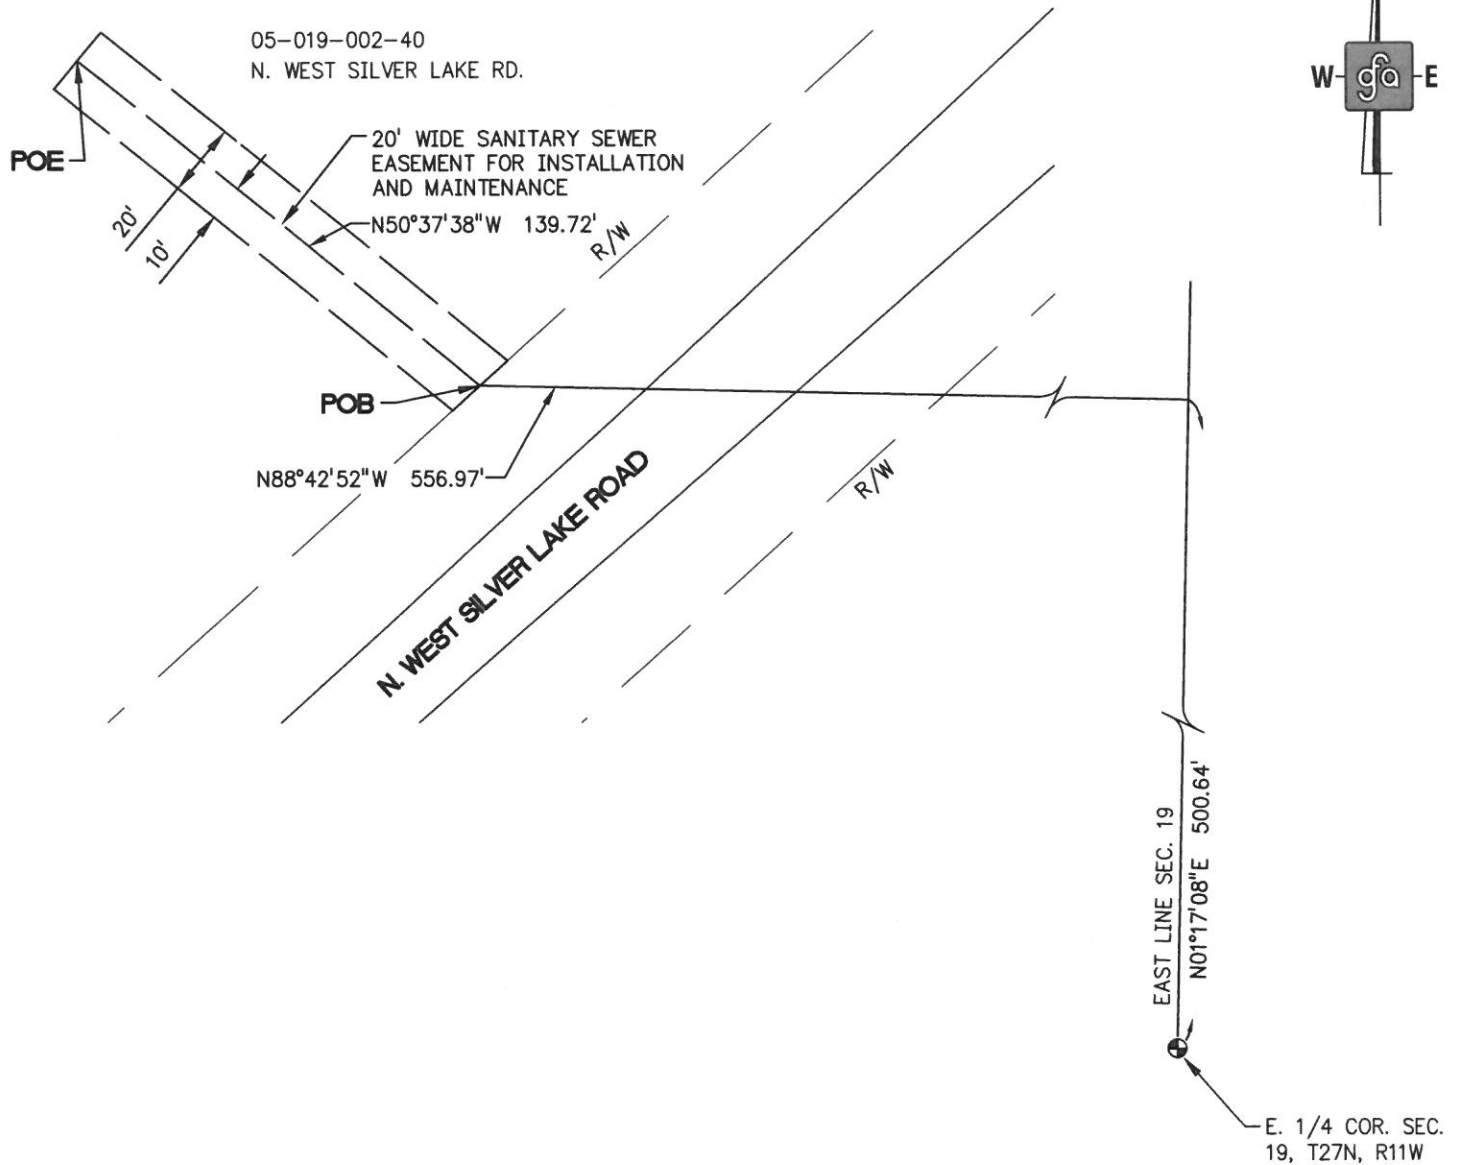 05-019-002-40
N. WEST SILVER LAKE RD.
W
gfa
E
20' WIDE SANITARY SEWER
EASEMENT FOR INSTALLATION
AND MAINTENANCE
POE
N50°37'38"W 139.72'
20'
10'
R/W
POB
N88°42'52"W 556.97'
R/W
N. WEST SILVER LAKE ROAD
EAST LINE SEC. 19
N01°17'08"E 500.64'
E. 1/4 COR. SEC.
19, T27N, R11W